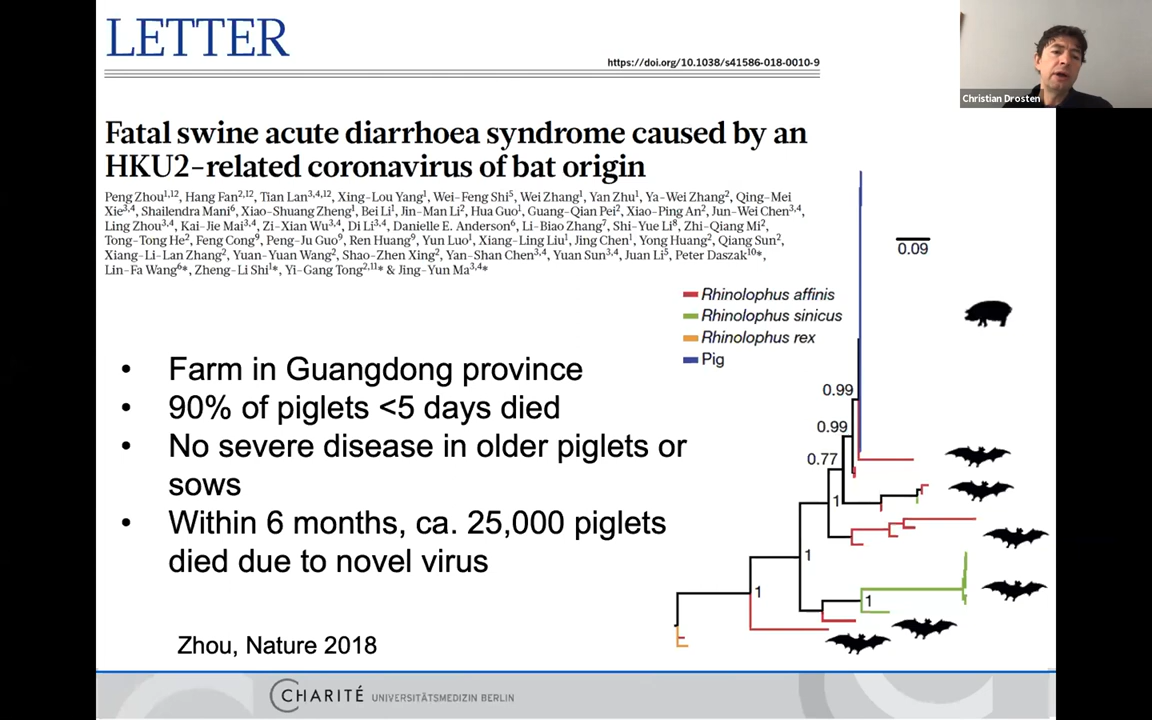 LETTER
https://doi.org/10.1038/s41586-018-0010-9
Christian Drosten
Fatal swine acute diarrhoea syndrome caused by an
HKU2-related coronavirus of bat origin
Peng Zhou1,12, Hang Fan2,12, Tian Lan3,4,12, Xing-Lou Yang1, Wei-Feng Shi5, Wei Zhang1, Yan Zhu1, Ya-Wei Zhang2, Qing-Mei
Xie3,4, Shailendra Mani6, Xiao-Shuang Zheng1, Bei Li1, Jin-Man Li2, Hua Guo1, Guang-Qian Pei2, Xiao-Ping An2, Jun-Wei Chen3,4,
Ling Zhou3,4, Kai-Jie Mai3,4, Zi-Xian Wu3,4, Di Li3,4, Danielle E. Anderson6, Li-Biao Zhang7, Shi-Yue Li8, Zhi-Qiang Mi2,
Tong-Tong He2, Feng Cong9, Peng-Ju Guo9, Ren Huang9, Yun Luo1, Xiang-Ling Liu1, Jing Chen1, Yong Huang2, Qiang Sun2,
Xiang-Li-Lan Zhang2, Yuan-Yuan Wang2, Shao-Zhen Xing2, Yan-Shan Chen3,4, Yuan Sun3,4, Juan Li5, Peter Daszak10*,
Lin-Fa Wang6*, Zheng-Li Shi1*, Yi-Gang Tong2,11* & Jing-Yun Ma3,4*
0.09
Rhinolophus affinis
Rhinolophus sinicus
Rhinolophus rex
Pig
• Farm in Guangdong province
• 90% of piglets <5 days died
• No severe disease in older piglets or
sows
• Within 6 months, ca. 25,000 piglets
died due to novel virus
0.99
0.99
0.77
1
1
1
1
Zhou, Nature 2018
CHARITÉ UNIVERSITÄTSMEDIZIN BERLIN